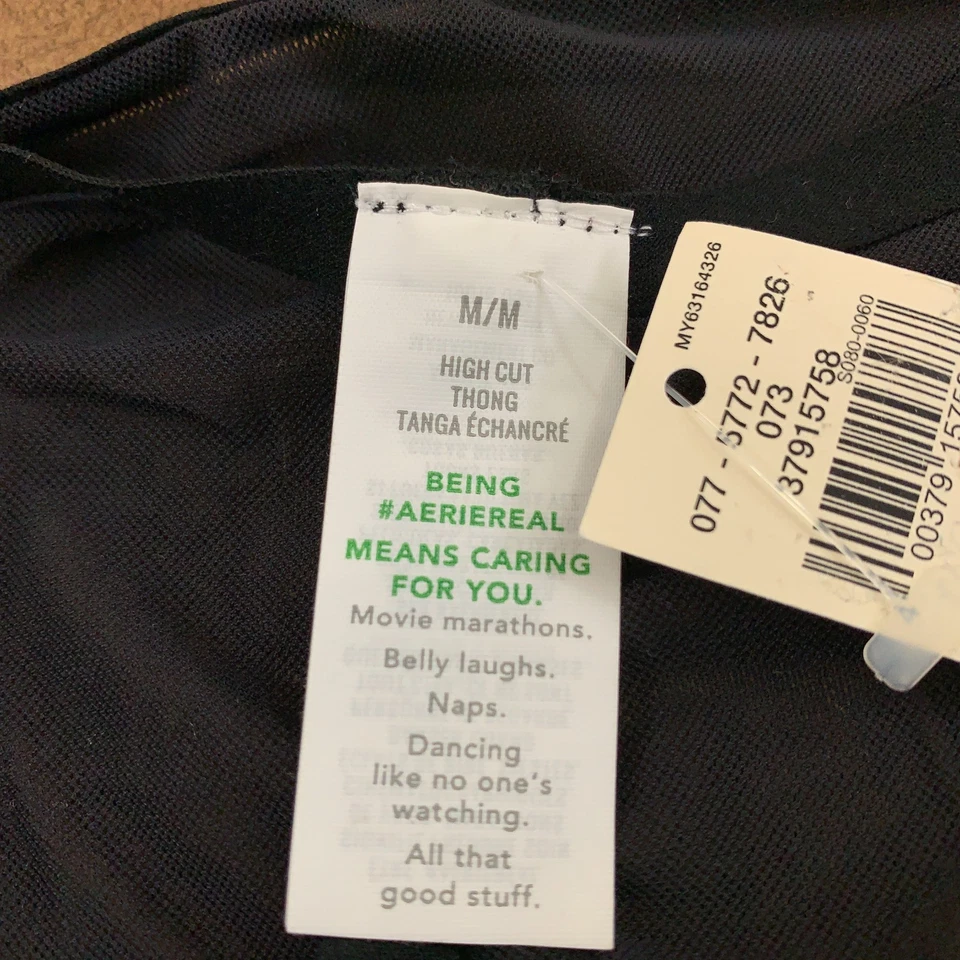 M/M
HIGH CUT
THONG
TANGA ÉCHANCRÉ
BEING
#AERIEREAL
MEANS CARING
FOR YOU.
Movie marathons.
Belly laughs.
Naps.
Dancing
like no one's
watching.
All that
good stuff.
MY63164326
077 - 5772 - 7826
073
37915758
S080-0060